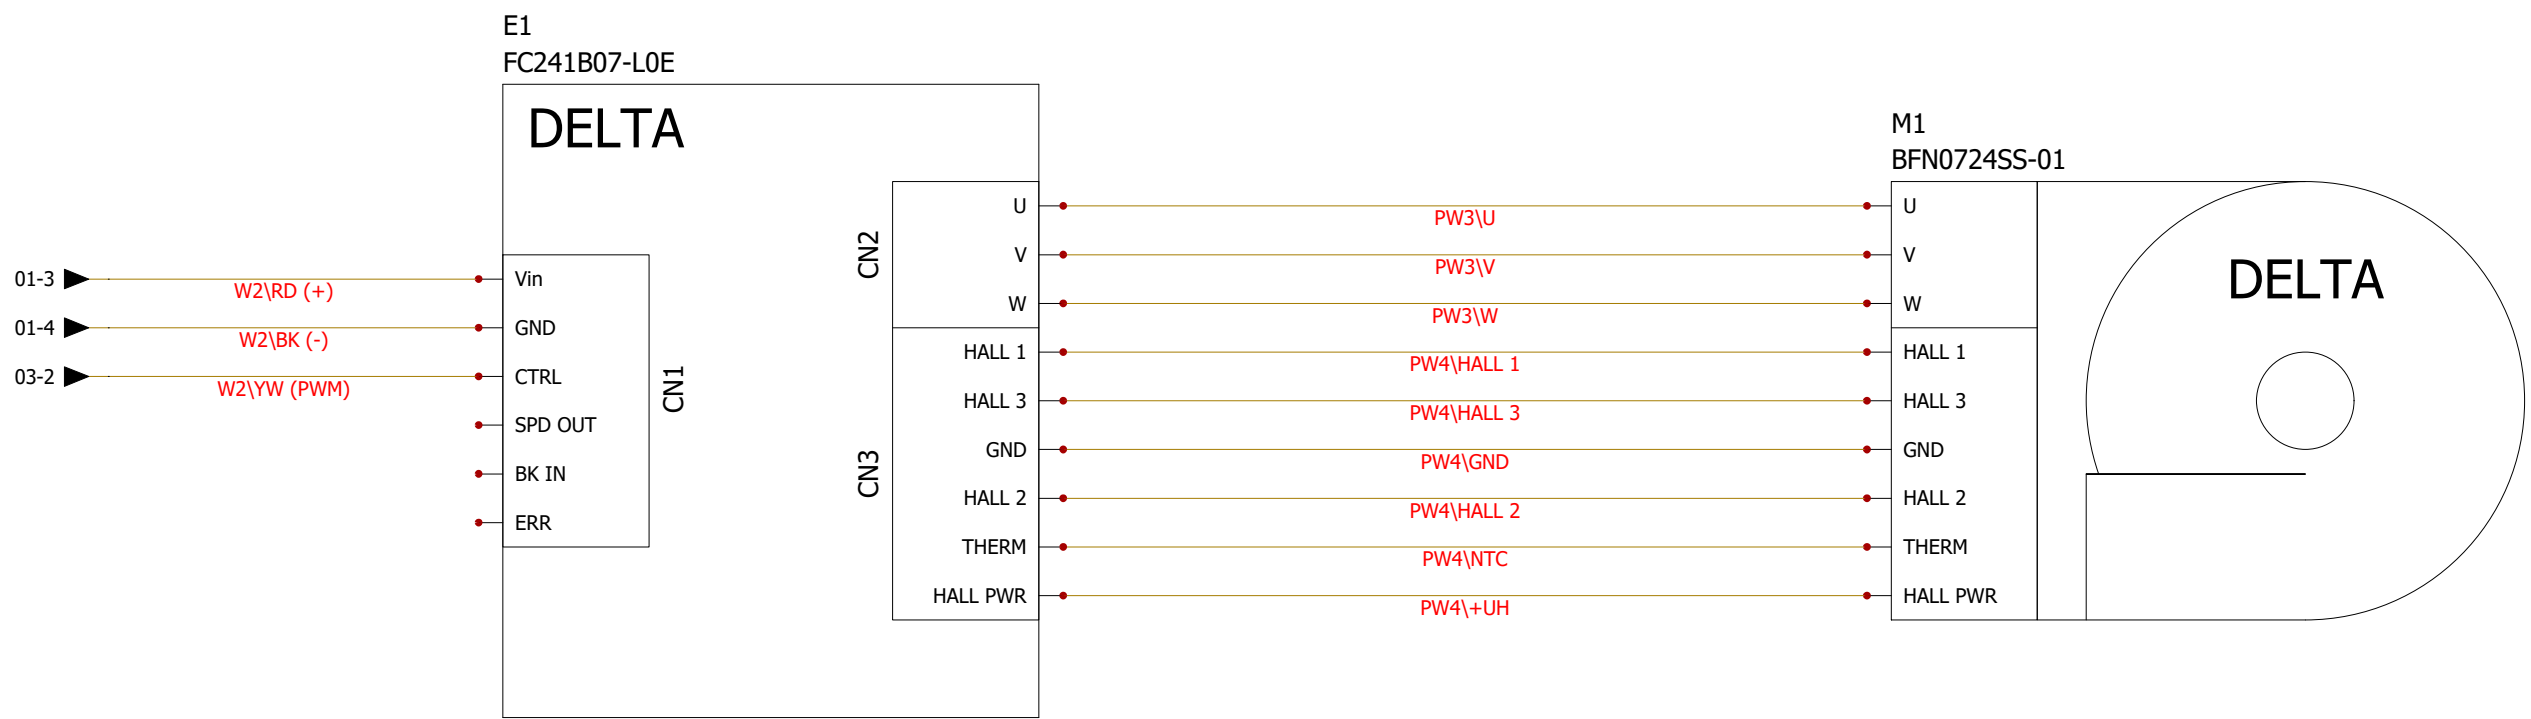 E1
FC241B07-L0E
DELTA
M1
BFN0724SS-01
DELTA
01-3
W2\RD (+)
Vin
01-4
W2\BK (-)
GND
03-2
W2\YW (PWM)
CTRL
SPD OUT
BK IN
ERR
CN1
CN2
U
PW3\U
U
V
PW3\V
V
W
PW3\W
W
CN3
HALL 1
PW4\HALL 1
HALL 1
HALL 3
PW4\HALL 3
HALL 3
GND
PW4\GND
GND
HALL 2
PW4\HALL 2
HALL 2
THERM
PW4\NTC
THERM
HALL PWR
PW4\+UH
HALL PWR